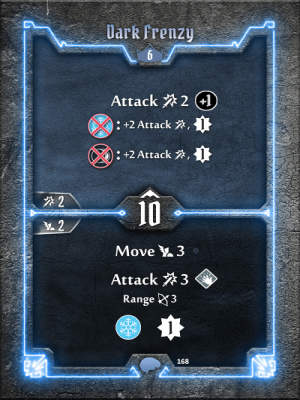 Dark Frenzy
6
Attack 2 +1
: +2 Attack , 1
: +2 Attack , 1
2
10
2
Move 3
Attack 3
Range 3
1
168